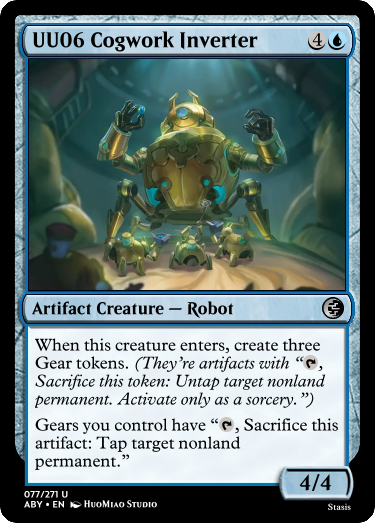 UU06 Cogwork Inverter 4
Artifact Creature — Robot
When this creature enters, create three
Gear tokens. (They're artifacts with “,
Sacrifice this token: Untap target nonland
permanent. Activate only as a sorcery.”)
Gears you control have “, Sacrifice this
artifact: Tap target nonland
permanent.”
4/4
077/271 U
ABY • EN HuoMiao Studio
Stasis